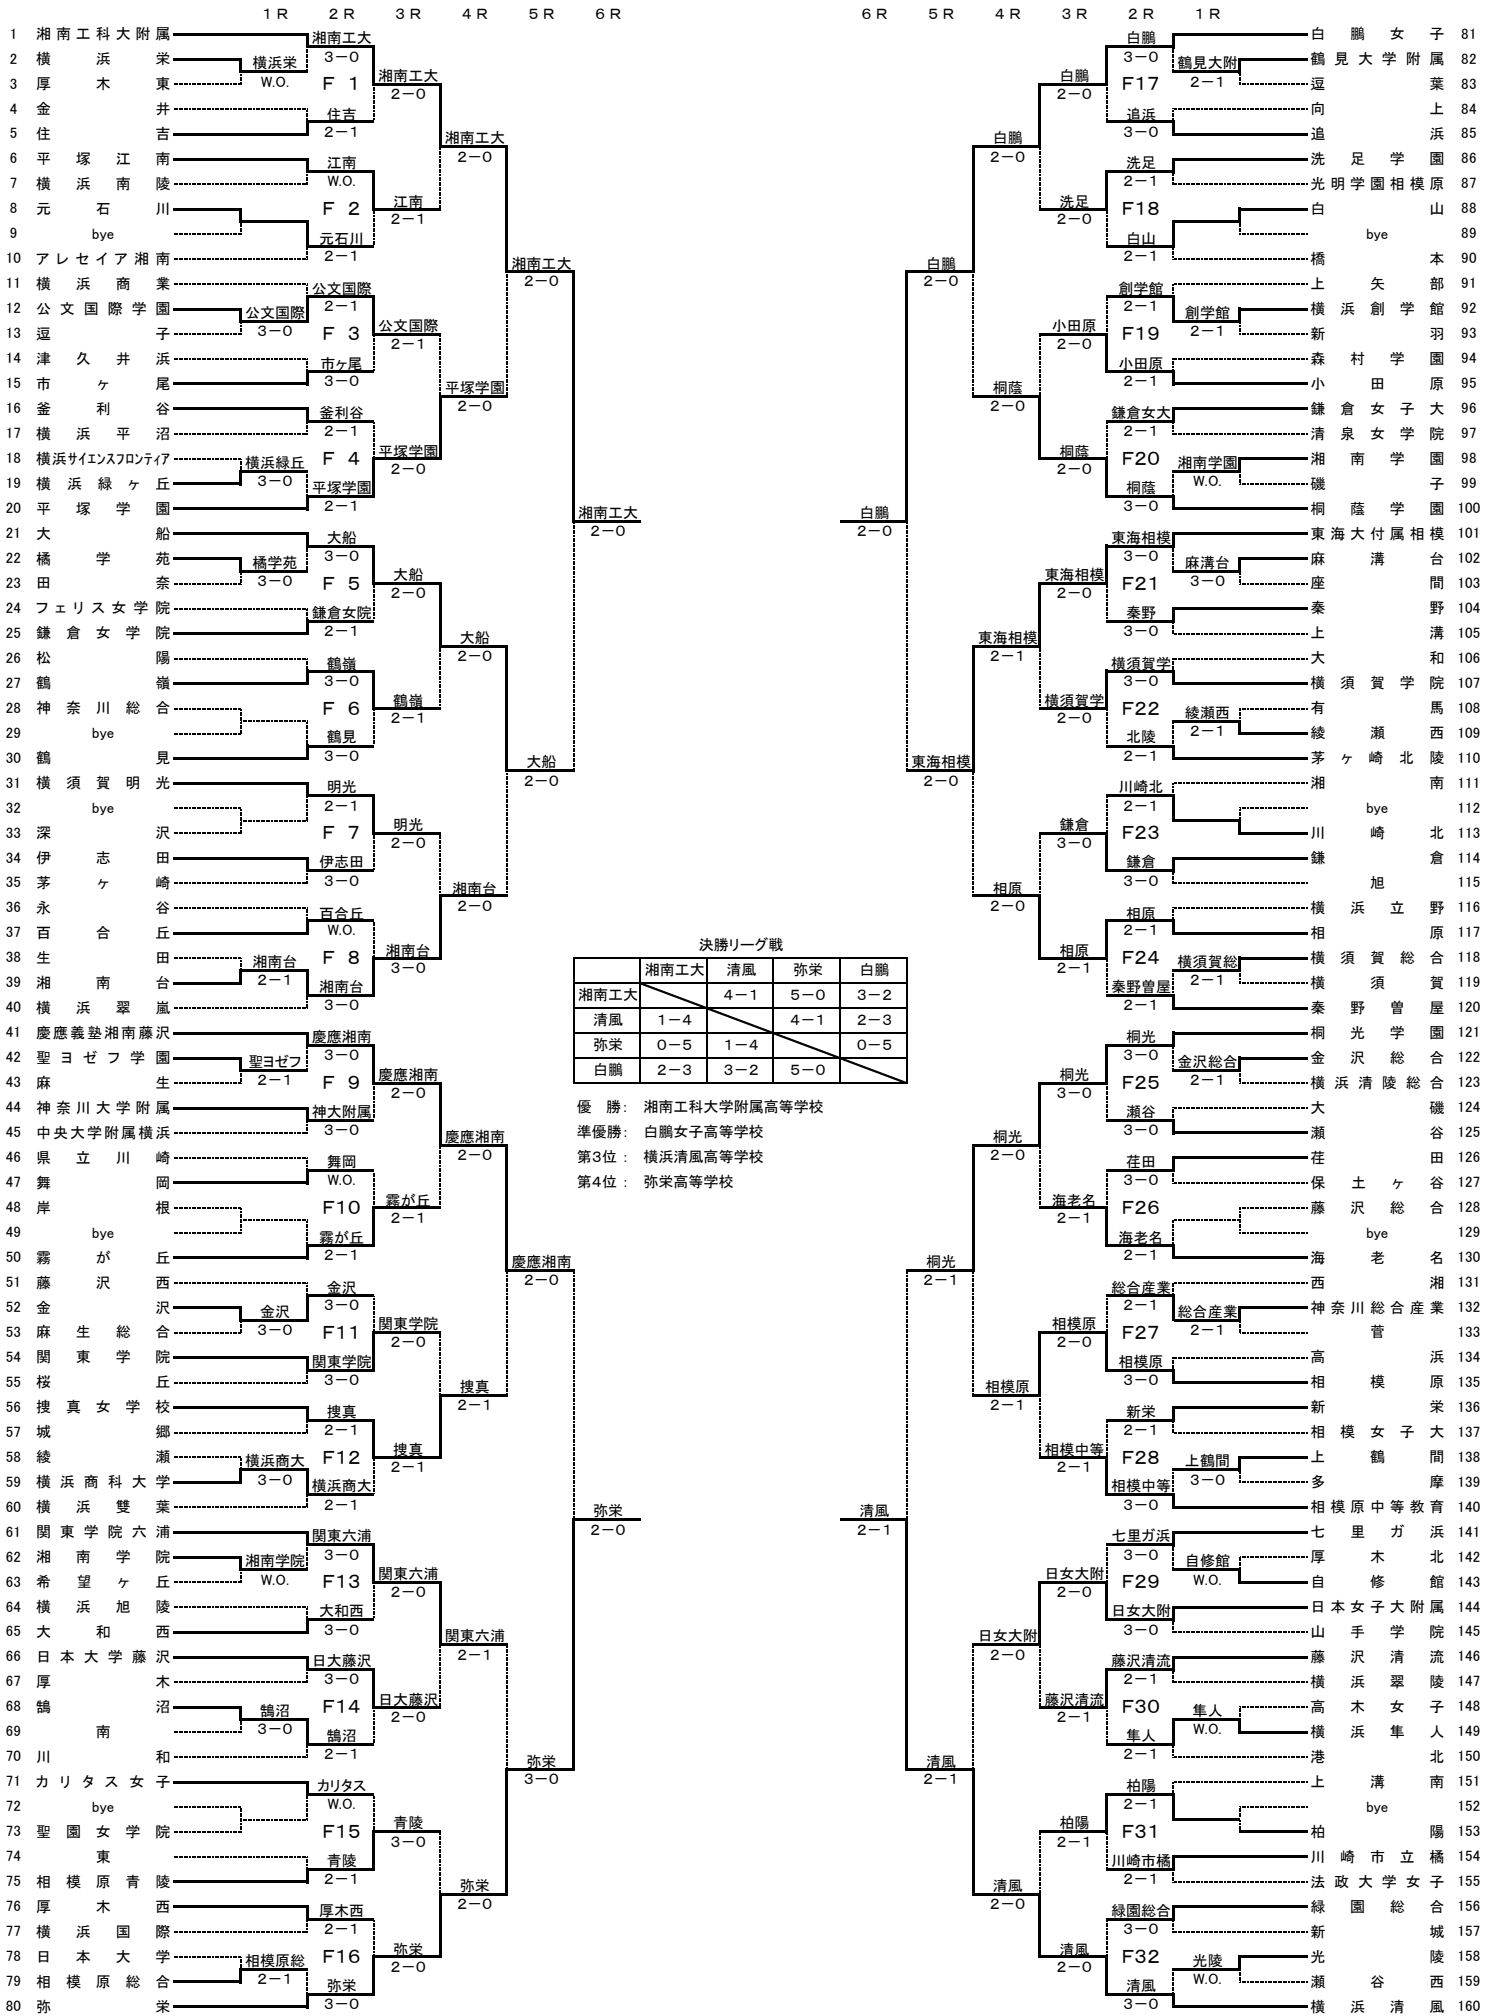 1R 2R 3R 4R 5R 6R
6R 5R 4R 3R 2R 1R
1 湘南工科大附属
2 横浜栄
3 厚木東
4 金井
5 住吉
6 平塚江南
7 横浜南陵
8 元石川
9 bye
10 アレセイア湘南
11 横浜商業
12 公文国際学園
13 逗子
14 津久井浜
15 市ヶ尾
16 釜利谷
17 横浜平沼
18 横浜サイエンスフロンティア
19 横浜緑ヶ丘
20 平塚学園
21 大船
22 橘学苑
23 田奈
24 フェリス女学院
25 鎌倉女学院
26 松陽
27 鶴嶺
28 神奈川総合
29 bye
30 鶴見
31 横須賀明光
32 bye
33 深沢
34 伊志田
35 茅ヶ崎
36 永谷
37 百合丘
38 生田
39 湘南台
40 横浜翠嵐
41 慶應義塾湘南藤沢
42 聖ヨゼフ学園
43 麻生
44 神奈川大学附属
45 中央大学附属横浜
46 県立川崎
47 舞岡
48 岸根
49 bye
50 霧が丘
51 藤沢西
52 金沢
53 麻生総合
54 関東学院
55 桜丘
56 捜真女学校
57 城郷
58 綾瀬
59 横浜商科大学
60 横浜雙葉
61 関東学院六浦
62 湘南学院
63 希望ヶ丘
64 横浜旭陵
65 大和西
66 日本大学藤沢
67 厚木
68 鵠沼
69 南
70 川和
71 カリタス女子
72 bye
73 聖園女学院
74 東
75 相模原青陵
76 厚木西
77 横浜国際
78 日本大学
79 相模原総合
80 弥栄
横浜栄
W.O.
公文国際
3-0
横浜緑丘
3-0
橘学苑
3-0
湘南台
2-1
聖ヨゼフ
2-1
金沢
3-0
横浜商大
3-0
湘南学院
W.O.
鵠沼
3-0
相模原総
2-1
湘南工大
3-0
F 1
住吉
2-1
江南
W.O.
F 2
元石川
2-1
公文国際
2-1
F 3
市ヶ尾
3-0
釜利谷
2-1
F 4
平塚学園
2-1
大船
3-0
F 5
鎌倉女院
2-1
鶴嶺
3-0
F 6
鶴見
3-0
明光
2-1
F 7
伊志田
3-0
百合丘
W.O.
F 8
湘南台
3-0
慶應湘南
3-0
F 9
神大附属
3-0
舞岡
W.O.
F10
霧が丘
2-1
金沢
3-0
F11
関東学院
3-0
捜真
2-1
F12
横浜商大
2-1
関東六浦
3-0
F13
大和西
3-0
日大藤沢
3-0
F14
鵠沼
2-1
カリタス
W.O.
F15
青陵
2-1
厚木西
2-1
F16
弥栄
3-0
湘南工大
2-0
江南
2-1
公文国際
2-1
平塚学園
2-0
大船
2-0
鶴嶺
2-1
明光
2-0
湘南台
3-0
慶應湘南
2-0
霧が丘
2-1
関東学院
2-0
捜真
2-1
関東六浦
2-0
日大藤沢
2-0
青陵
3-0
弥栄
2-0
湘南工大
2-0
平塚学園
2-0
大船
2-0
湘南台
2-0
慶應湘南
2-0
捜真
2-1
関東六浦
2-1
弥栄
2-0
湘南工大
2-0
大船
2-0
慶應湘南
2-0
弥栄
3-0
湘南工大
2-0
弥栄
2-0
決勝リーグ戦
湘南工大 清風 弥栄 白鵬
湘南工大 4-1 5-0 3-2
清風 1-4 4-1 2-3
弥栄 0-5 1-4 0-5
白鵬 2-3 3-2 5-0
優 勝: 湘南工科大学附属高等学校
準優勝: 白鵬女子高等学校
第3位 : 横浜清風高等学校
第4位 : 弥栄高等学校
白鵬
2-0
清風
2-1
白鵬
2-0
東海相模
2-0
桐光
2-1
清風
2-1
白鵬
2-0
桐蔭
2-0
東海相模
2-1
相原
2-0
桐光
2-0
相模原
2-1
日女大附
2-0
清風
2-0
白鵬
2-0
洗足
2-0
小田原
2-0
桐蔭
2-0
東海相模
2-0
横須賀学
2-0
鎌倉
3-0
相原
2-1
桐光
3-0
海老名
2-1
相模原
2-0
相模中等
2-1
日女大附
2-0
藤沢清流
2-1
柏陽
2-1
清風
2-0
白鵬
3-0
F17
追浜
3-0
洗足
2-1
F18
白山
2-1
創学館
2-1
F19
小田原
2-1
鎌倉女大
2-1
F20
桐蔭
3-0
東海相模
3-0
F21
秦野
3-0
横須賀学
3-0
F22
北陵
2-1
川崎北
2-1
F23
鎌倉
3-0
相原
2-1
F24
秦野曽屋
2-1
桐光
3-0
F25
瀬谷
3-0
荏田
3-0
F26
海老名
2-1
総合産業
2-1
F27
相模原
3-0
新栄
2-1
F28
相模中等
3-0
七里ガ浜
3-0
F29
日女大附
3-0
藤沢清流
2-1
F30
隼人
2-1
柏陽
2-1
F31
川崎市橘
2-1
緑園総合
3-0
F32
清風
3-0
鶴見大附
2-1
創学館
2-1
湘南学園
W.O.
麻溝台
3-0
綾瀬西
2-1
横須賀総
2-1
金沢総合
2-1
総合産業
2-1
上鶴間
3-0
自修館
W.O.
隼人
W.O.
光陵
W.O.
白鵬女子 81
鶴見大学附属 82
逗葉 83
向上 84
追浜 85
洗足学園 86
光明学園相模原 87
白山 88
bye 89
橋本 90
上矢部 91
横浜創学館 92
新羽 93
森村学園 94
小田原 95
鎌倉女子大 96
清泉女学院 97
湘南学園 98
磯子 99
桐蔭学園 100
東海大付属相模 101
麻溝台 102
座間 103
秦野 104
上溝 105
大和 106
横須賀学院 107
有馬 108
綾瀬西 109
茅ヶ崎北陵 110
湘南 111
bye 112
川崎北 113
鎌倉 114
旭 115
横浜立野 116
相原 117
横須賀総合 118
横須賀 119
秦野曽屋 120
桐光学園 121
金沢総合 122
横浜清陵総合 123
大磯 124
瀬谷 125
荏田 126
保土ヶ谷 127
藤沢総合 128
bye 129
海老名 130
西湘 131
神奈川総合産業 132
菅 133
高浜 134
相模原 135
新栄 136
相模女子大 137
上鶴間 138
多摩 139
相模原中等教育 140
七里ガ浜 141
厚木北 142
自修館 143
日本女子大附属 144
山手学院 145
藤沢清流 146
横浜翠陵 147
高木女子 148
横浜隼人 149
港北 150
上溝南 151
bye 152
柏陽 153
川崎市立橘 154
法政大学女子 155
緑園総合 156
新城 157
光陵 158
瀬谷西 159
横浜清風 160